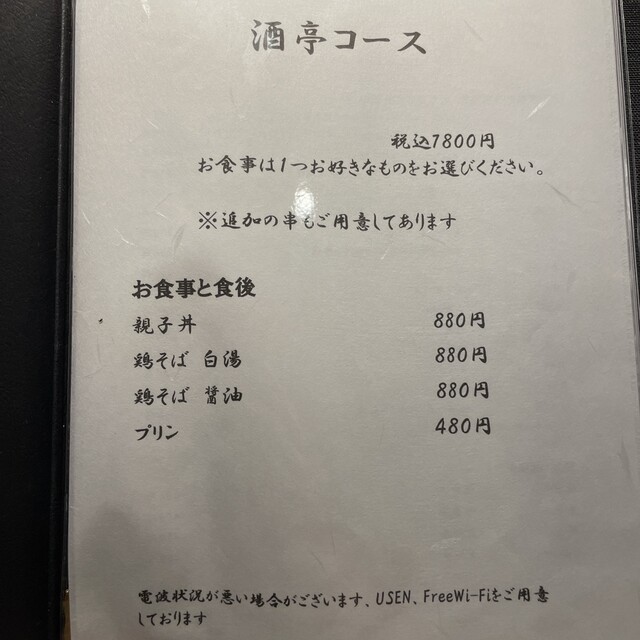 酒亭コース
税込7800円
お食事は1つお好きなものをお選びください。
※追加の串もご用意してあります
お食事と食後
親子丼 880円
鶏そば 白湯 880円
鶏そば 醤油 880円
プリン 480円
電波状況が悪い場合がございます、USEN、FreeWi-Fiをご用意
しております